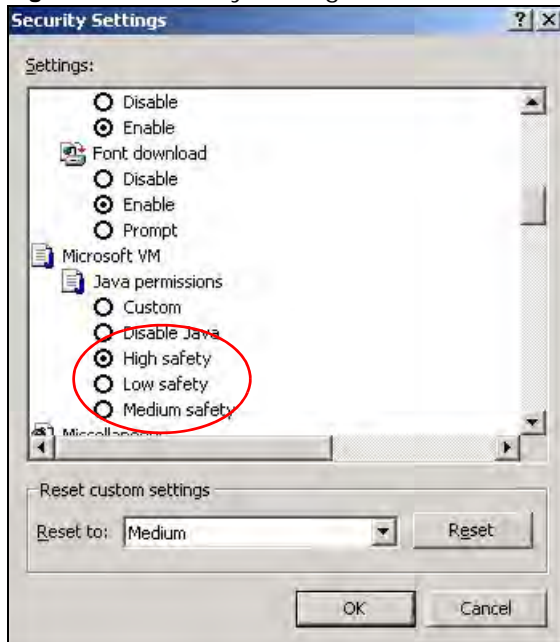 Security Settings
Settings:
Disable
Enable
Font download
Disable
Enable
Prompt
Microsoft VM
Java permissions
Custom
Disable Java
High safety
Low safety
Medium safety
Miscellaneous
Reset custom settings
Reset to: Medium Reset
OK Cancel